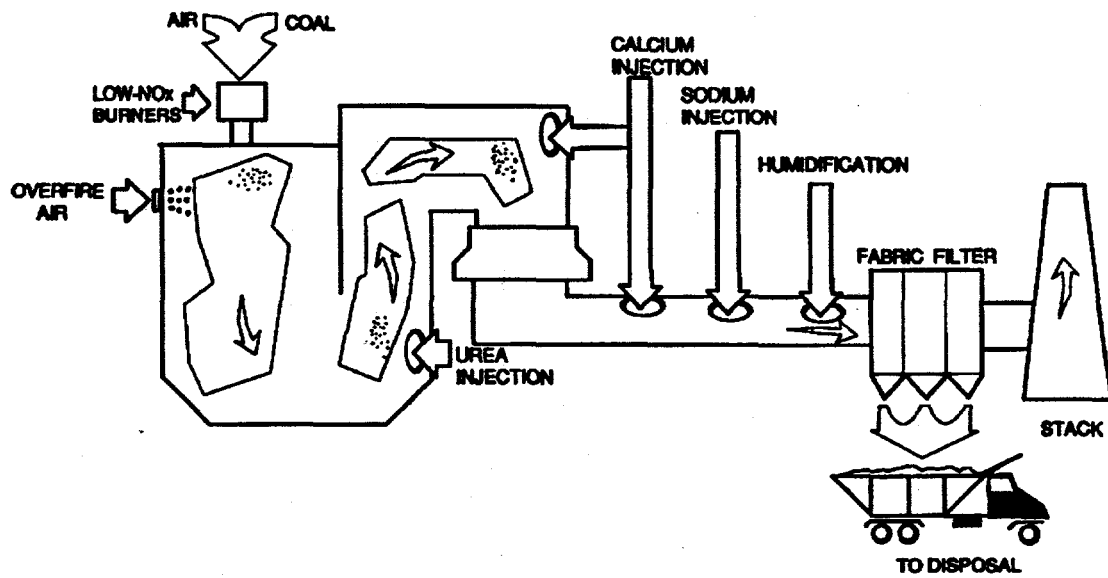 AIR COAL
LOW-NOx
BURNERS
OVERFIRE
AIR
CALCIUM
INJECTION
SODIUM
INJECTION
HUMIDIFICATION
FABRIC FILTER
UREA
INJECTION
STACK
TO DISPOSAL